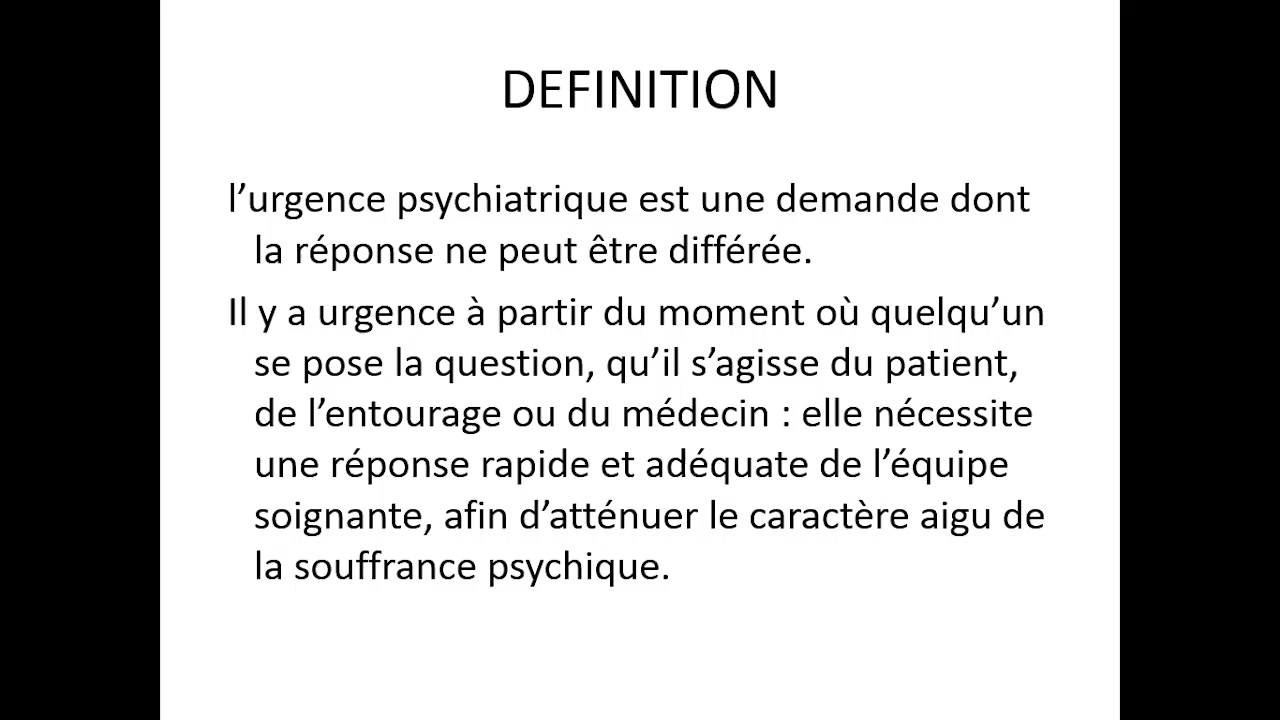 DEFINITION
l’urgence psychiatrique est une demande dont
la réponse ne peut être différée.
Il y a urgence à partir du moment où quelqu’un
se pose la question, qu’il s’agisse du patient,
de l’entourage ou du médecin : elle nécessite
une réponse rapide et adéquate de l’équipe
soignante, afin d’atténuer le caractère aigu de
la souffrance psychique.